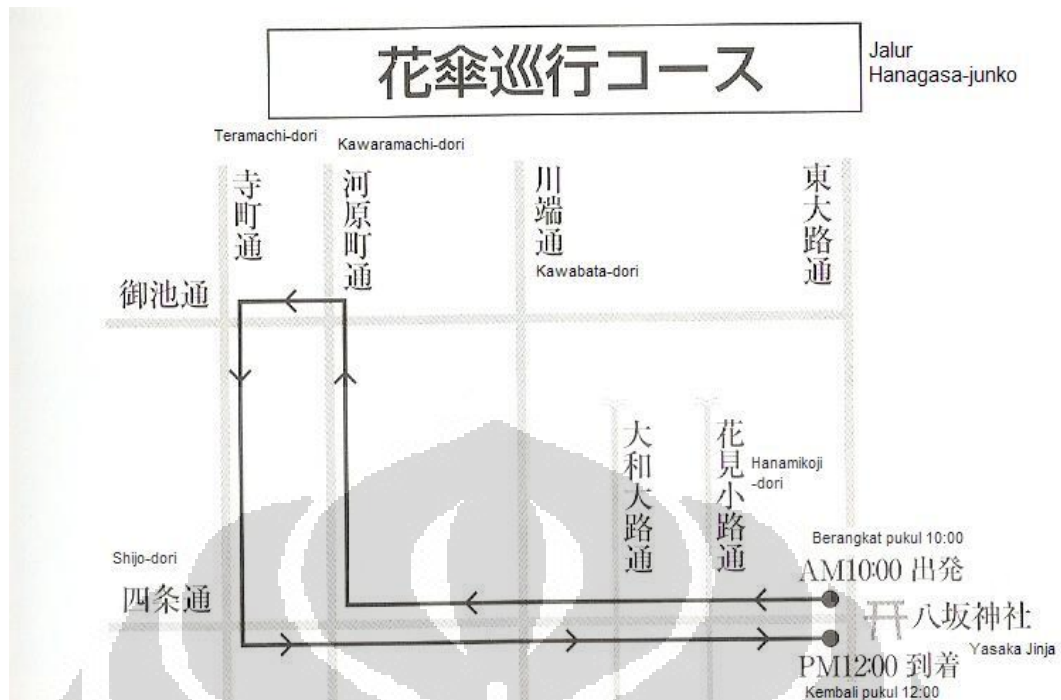 花傘巡行コース
Jalur
Hanagasa-junko
Teramachi-dori
Kawaramachi-dori
寺町通
河原町通
川端通
東大路通
Kawabata-dori
御池通
大和大路通
花見小路通
Hanamikoji
-dori
Shijo-dori
四条通
Berangkat pukul 10:00
AM10:00 出発
八坂神社
Yasaka Jinja
PM12:00 到着
Kembali pukul 12:00